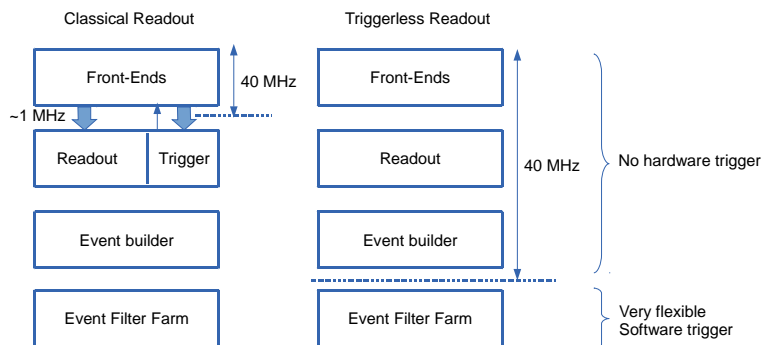 Classical Readout
Triggerless Readout
Front-Ends
40 MHz
~1 MHz
Readout
Trigger
Event builder
Event Filter Farm
Front-Ends
Readout
40 MHz
Event builder
Event Filter Farm
No hardware trigger
Very flexible
Software trigger